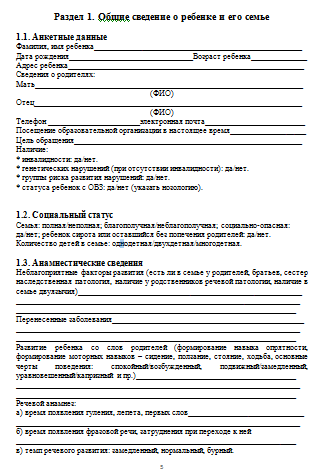 Раздел 1. Общие сведение о ребенке и его семье
1.1. Анкетные данные
Фамилия, имя ребенка
Дата рождения Возраст ребенка
Адрес ребенка
Сведения о родителях:
Мать
(ФИО)
Отец
(ФИО)
Телефон электронная почта
Посещение образовательной организации в настоящее время
Цель обращения
Наличие:
* инвалидности: да/нет.
* генетических нарушений (при отсутствии инвалидности): да/нет.
* группы риска развития нарушений: да/нет.
* статуса ребенок с ОВЗ: да/нет (указать нозологию).
1.2. Социальный статус
Семья: полная/неполная; благополучная/неблагополучная; социально-опасная:
да/нет; ребенок сирота или оставшийся без попечения родителей: да/нет.
Количество детей в семье: однодетная/двухдетная/многодетная.
1.3. Анамнестические сведения
Неблагоприятные факторы развития (есть ли в семье у родителей, братьев, сестер
наследственная патология, наличие у родственников речевой патологии, наличие в
семье двуязычия)
Перенесенные заболевания
Развитие ребенка со слов родителей (формирование навыка опрятности,
формирование моторных навыков – сидение, ползание, стояние, ходьба, основные
черты поведения: спокойный/возбужденный, подвижный/замедленный,
уравновешенный/капризный и пр.)
Речевой анамнез:
а) время появления гуления, лепета, первых слов
б) время появления фразовой речи, затруднения при переходе к ней
в) темп речевого развития: замедленный, нормальный, бурный.
5